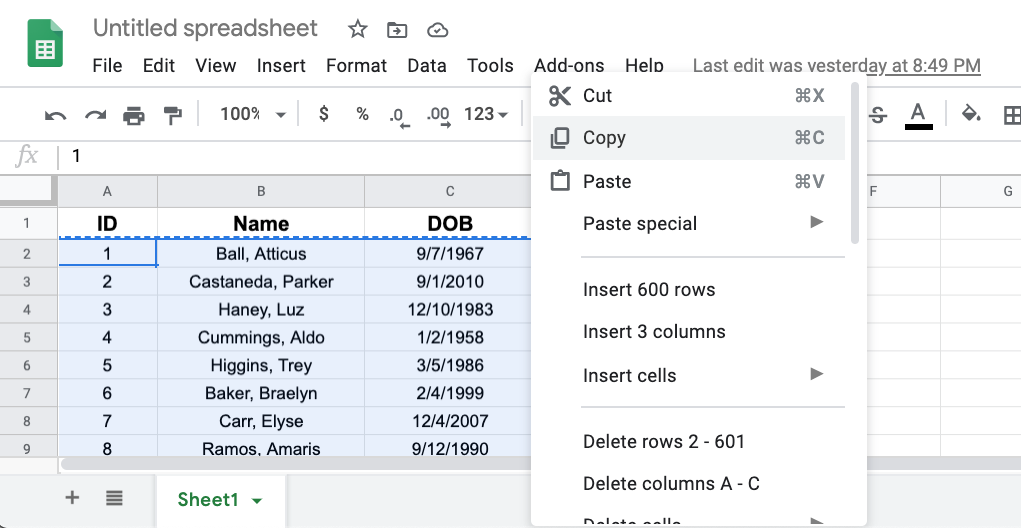 Untitled spreadsheet
File Edit View Insert Format Data Tools Add-ons Help Last edit was yesterday at 8:49 PM
100% $ % .0 .00 123 S A
fx 1
A B C F G
1 ID Name DOB
2 1 Ball, Atticus 9/7/1967
3 2 Castaneda, Parker 9/1/2010
4 3 Haney, Luz 12/10/1983
5 4 Cummings, Aldo 1/2/1958
6 5 Higgins, Trey 3/5/1986
7 6 Baker, Braelyn 2/4/1999
8 7 Carr, Elyse 12/4/2007
9 8 Ramos, Amaris 9/12/1990
Sheet1
Cut ⌘X
Copy ⌘C
Paste ⌘V
Paste special
Insert 600 rows
Insert 3 columns
Insert cells
Delete rows 2 - 601
Delete columns A - C
Delete cells